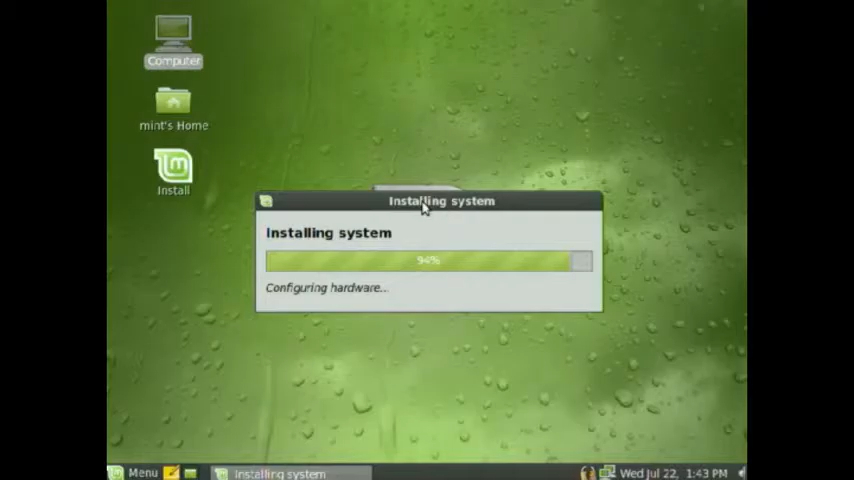 Computer
mint's Home
Install
Installing system
Installing system
94%
Configuring hardware...
Menu
Installing system
Wed Jul 22, 1:43 PM